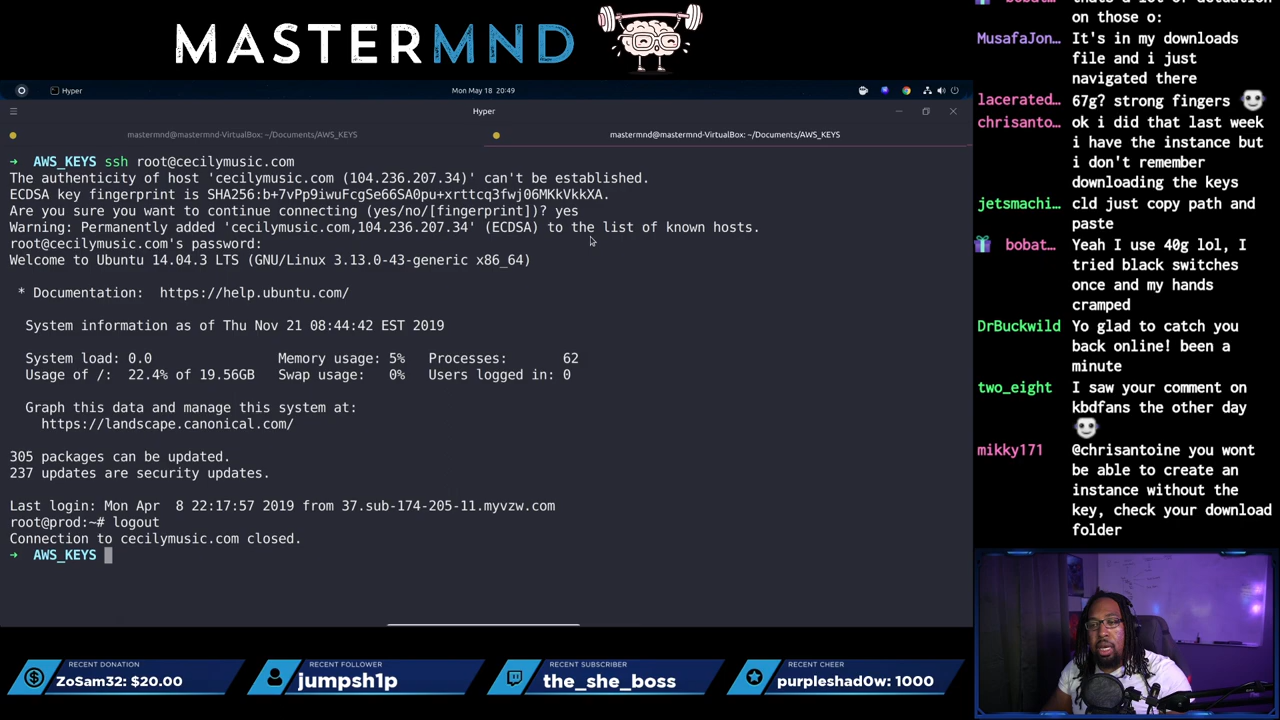 MASTERMND
Hyper
Mon May 18 20:49
Hyper
mastermnd@mastermnd-VirtualBox: ~/Documents/AWS_KEYS
mastermnd@mastermnd-VirtualBox: ~/Documents/AWS_KEYS
→ AWS_KEYS ssh root@cecilymusic.com
The authenticity of host 'cecilymusic.com (104.236.207.34)' can't be established.
ECDSA key fingerprint is SHA256:b+7vPp9iwuFcgSe66SA0pu+xrttcq3fwj06MKkVkkXA.
Are you sure you want to continue connecting (yes/no/[fingerprint])? yes
Warning: Permanently added 'cecilymusic.com,104.236.207.34' (ECDSA) to the list of known hosts.
root@cecilymusic.com's password:
Welcome to Ubuntu 14.04.3 LTS (GNU/Linux 3.13.0-43-generic x86_64)
* Documentation: https://help.ubuntu.com/
System information as of Thu Nov 21 08:44:42 EST 2019
System load: 0.0 Memory usage: 5% Processes: 62
Usage of /: 22.4% of 19.56GB Swap usage: 0% Users logged in: 0
Graph this data and manage this system at:
https://landscape.canonical.com/
305 packages can be updated.
237 updates are security updates.
Last login: Mon Apr 8 22:17:57 2019 from 37.sub-174-205-11.myvzw.com
root@prod:~# logout
Connection to cecilymusic.com closed.
→ AWS_KEYS
on those o:
MusafaJon... It's in my downloads
file and i just
navigated there
lacerated... 67g? strong fingers
chrisanto... ok i did that last week
i have the instance but
i don't remember
downloading the keys
jetsmachi... cld just copy path and
paste
bobat... Yeah I use 40g lol, I
tried black switches
once and my hands
cramped
DrBuckwild Yo glad to catch you
back online! been a
minute
two_eight I saw your comment on
kbdfans the other day
mikky171 @chrisantoine you wont
be able to create an
instance without the
key, check your download
folder
RECENT DONATION
ZoSam32: $20.00
RECENT FOLLOWER
jumpsh1p
RECENT SUBSCRIBER
the_she_boss
RECENT CHEER
purpleshad0w: 1000